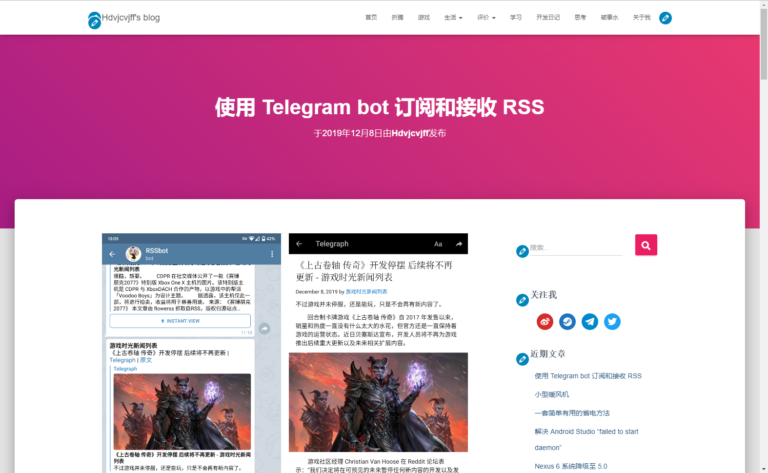 Hdvjcvjff's blog
首页 折腾 游戏 生活 评价 学习 开发日记 思考 破事水 关于我
使用 Telegram bot 订阅和接收 RSS
于2019年12月8日由Hdvjcvjff发布
18:09
42%
RSSbot
bot
光新闻列表
INSTANT VIEW
游戏时光新闻列表
《上古卷轴 传奇》开发停摆 后续将不再更新 |
Telegraph | 原文
Telegraph
《上古卷轴 传奇》开发停摆 后续将不再更新 - 游戏时光新闻
列表
不过游戏并未停服，还是能玩，只是不会再有新内容了。
Telegraph
Aa
《上古卷轴 传奇》开发停摆 后续将不再
更新 - 游戏时光新闻列表
December 8, 2019 by 游戏时光新闻列表
不过游戏并未停服，还是能玩，只是不会再有新内容了。
回合制卡牌游戏《上古卷轴 传奇》自 2017 年发售以来，
销量和热度一直没有什么太大的水花，但官方还是一直保持着
游戏的运营状态。近日贝塞斯达宣布，开发人员将不再为游戏
推出后续重大更新以及未来相关扩展内容。
游戏社区经理 Christian Van Hoose 在 Reddit 论坛表
示："我们决定将在可预见的未来暂停任何新内容的开发以及发
搜索...
关注我
近期文章
使用 Telegram bot 订阅和接收 RSS
小型暖风机
一套简单有用的省电方法
解决 Android Studio "failed to start
daemon"
Nexus 6 系统降级至 5.0